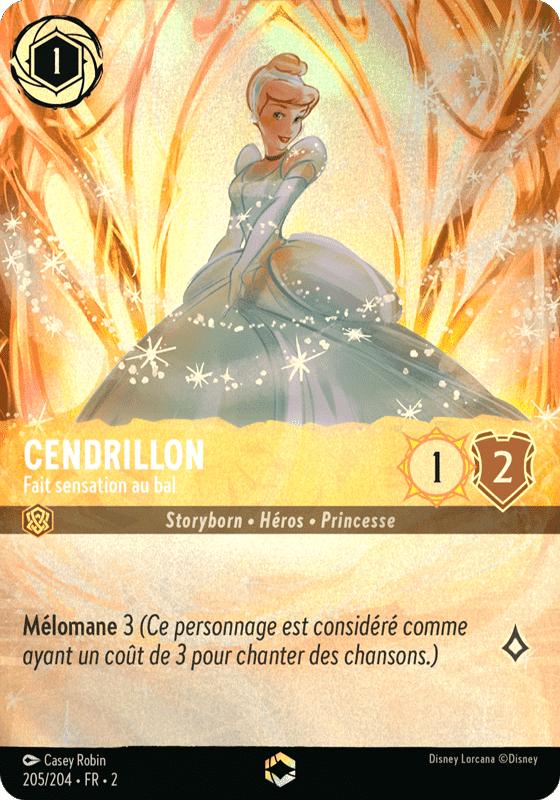 1
CENDRILLON
Fait sensation au bal
1 2
Storyborn • Héros • Princesse
Mélomane 3 (Ce personnage est considéré comme
ayant un coût de 3 pour chanter des chansons.)
Casey Robin
205/204 • FR • 2
Disney Lorcana ©Disney